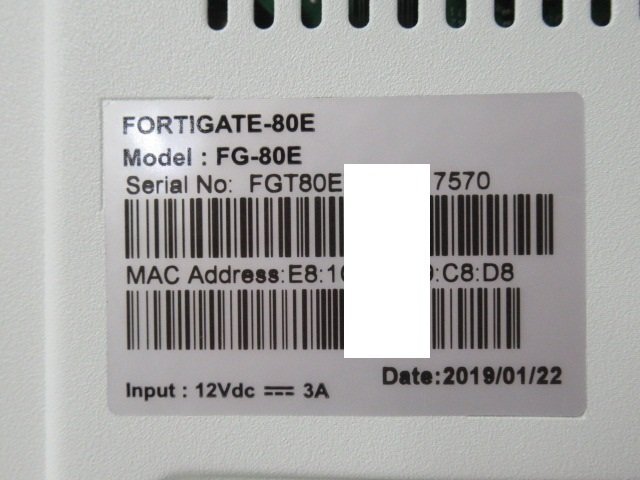 FORTIGATE-80E
Model : FG-80E
Serial No: FGT80E 7570
MAC Address:E8:1 :C8:D8
Date:2019/01/22
Input : 12Vdc ⎓ 3A